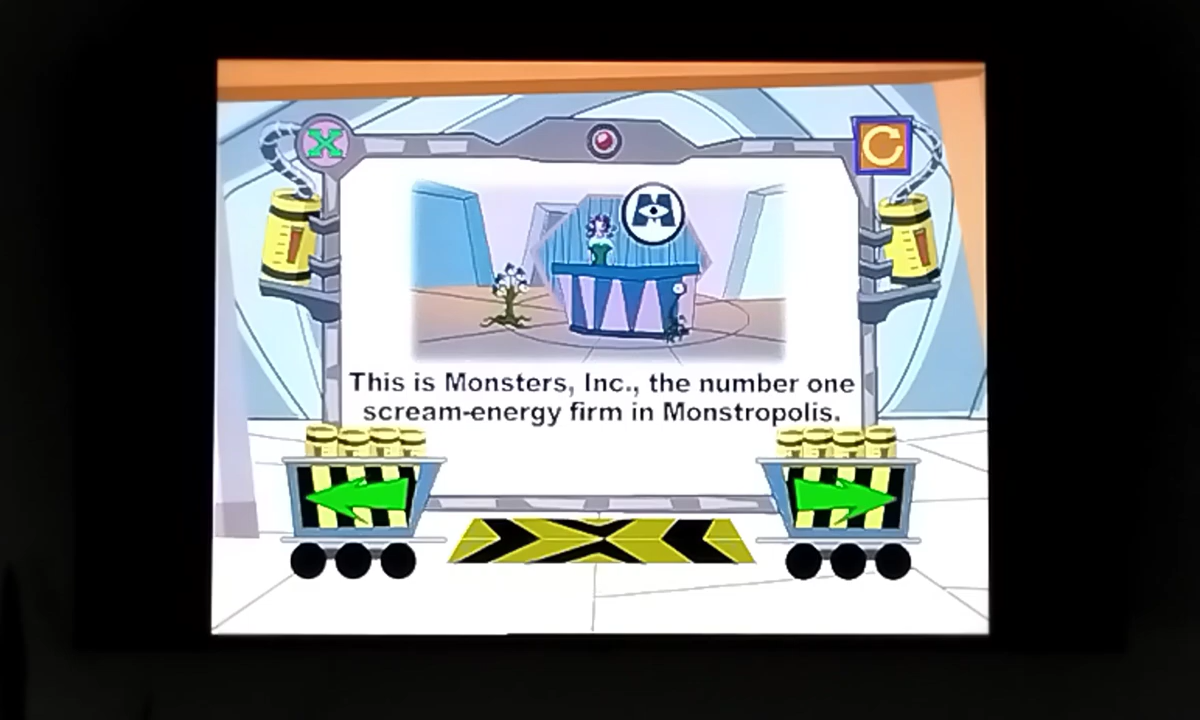 This is Monsters, Inc., the number one
scream-energy firm in Monstropolis.